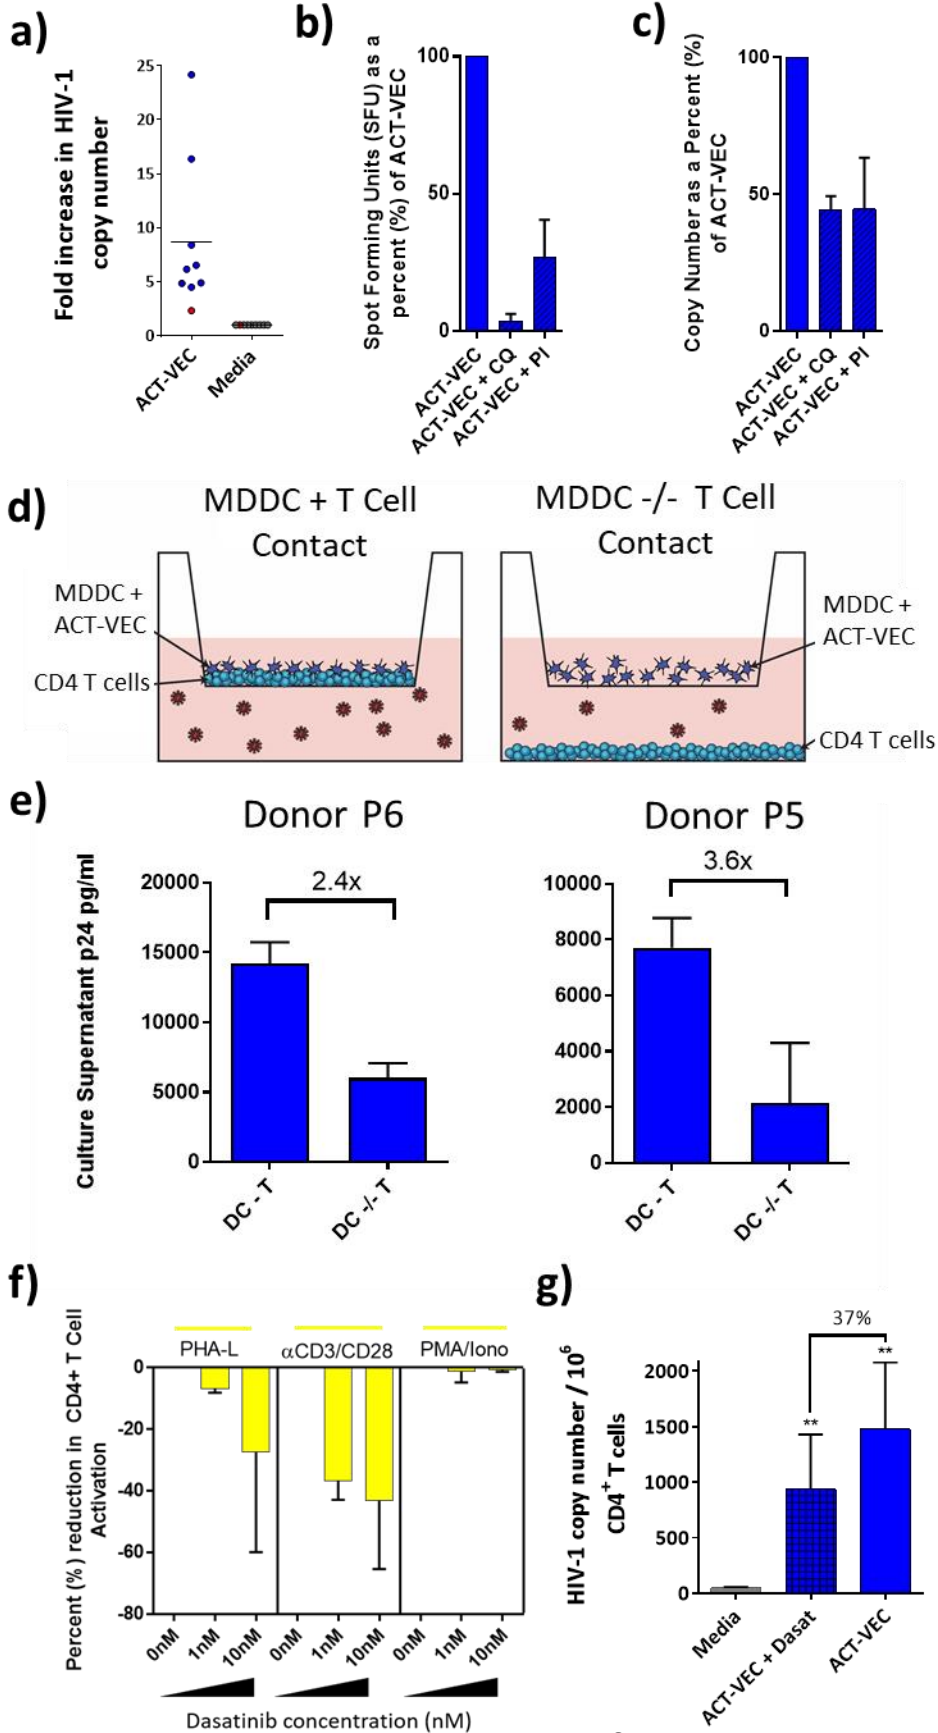 a)
Fold increase in HIV-1
copy number
25
20
15
10
5
0
ACT-VEC
Media
b)
Spot Forming Units (SFU) as a
percent (%) of ACT-VEC
100
50
0
ACT-VEC
ACT-VEC + CQ
ACT-VEC + PI
c)
Copy Number as a Percent (%)
of ACT-VEC
100
50
0
ACT-VEC
ACT-VEC + CQ
ACT-VEC + PI
d)
MDDC + T Cell
Contact
MDDC +
ACT-VEC
CD4 T cells
MDDC -/- T Cell
Contact
MDDC +
ACT-VEC
CD4 T cells
e)
Donor P6
Culture Supernatant p24 pg/ml
20000
15000
10000
5000
0
2.4x
DC - T
DC -/- T
Donor P5
10000
8000
6000
4000
2000
0
3.6x
DC - T
DC -/- T
f)
Percent (%) reduction in CD4+ T Cell
Activation
PHA-L
αCD3/CD28
PMA/Iono
0
-20
-40
-60
-80
0nM
1nM
10nM
0nM
1nM
10nM
0nM
1nM
10nM
Dasatinib concentration (nM)
g)
HIV-1 copy number / 10⁶
CD4⁺ T cells
37%
**
**
2000
1500
1000
500
0
Media
ACT-VEC + Dasat
ACT-VEC